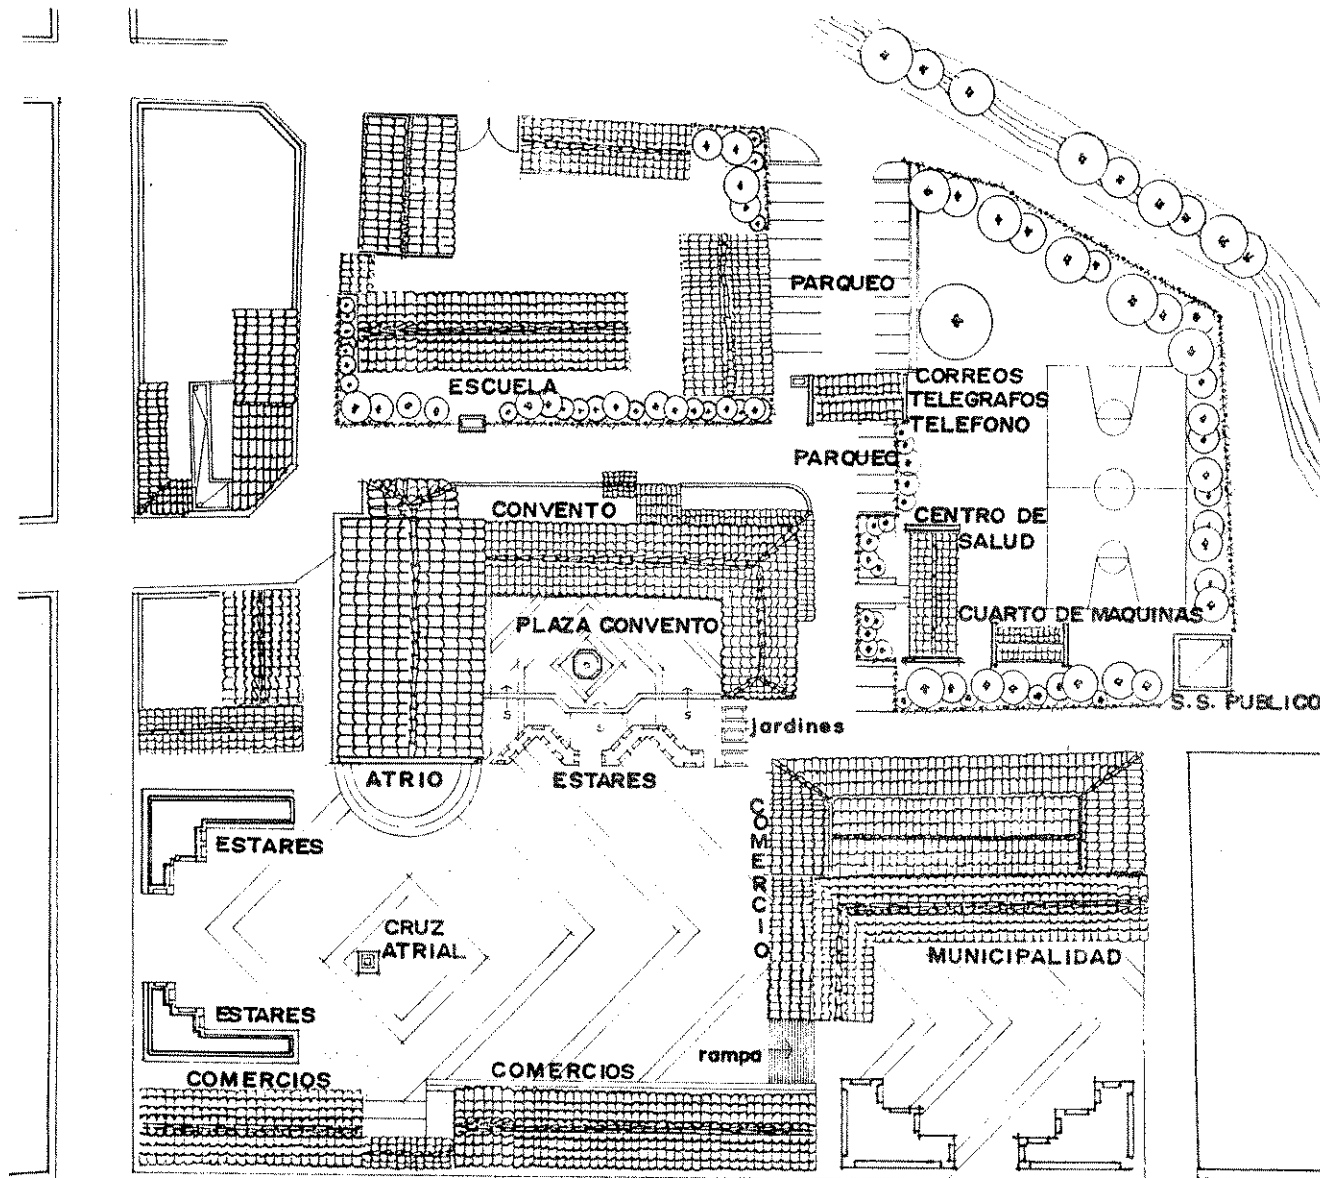 PARQUEO
ESCUELA
CORREOS
TELEGRAFOS
TELEFONO
PARQUEO
CONVENTO
CENTRO DE
SALUD
CUARTO DE MAQUINAS
PLAZA CONVENTO
S
S
S
S.S. PUBLICO
jardines
ATRIO
ESTARES
COMERCIO
ESTARES
CRUZ
ATRIAL
MUNICIPALIDAD
ESTARES
rampa
COMERCIOS
COMERCIOS